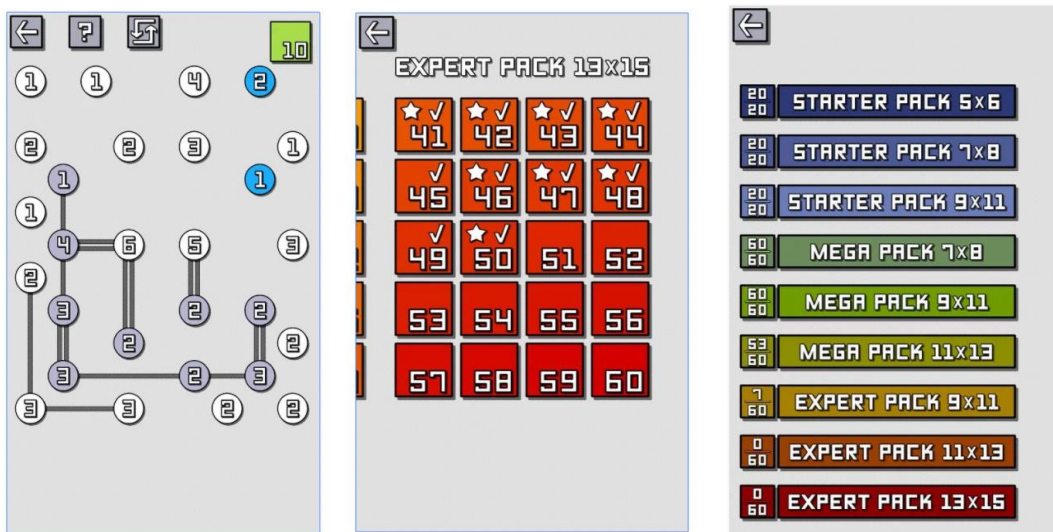 ?
10
1 1 4 2
2 2 3 1
1 1
1
4 6 5 3
2
3 2 2
2 2
3 2 3
3 3 2 2
EXPERT PACK 13x15
41 42 43 44
45 46 47 48
49 50 51 52
53 54 55 56
57 58 59 60
20/20 STARTER PACK 5x6
20/20 STARTER PACK 7x8
20/20 STARTER PACK 9x11
60/60 MEGA PACK 7x8
60/60 MEGA PACK 9x11
53/60 MEGA PACK 11x13
7/60 EXPERT PACK 9x11
0/60 EXPERT PACK 11x13
0/60 EXPERT PACK 13x15